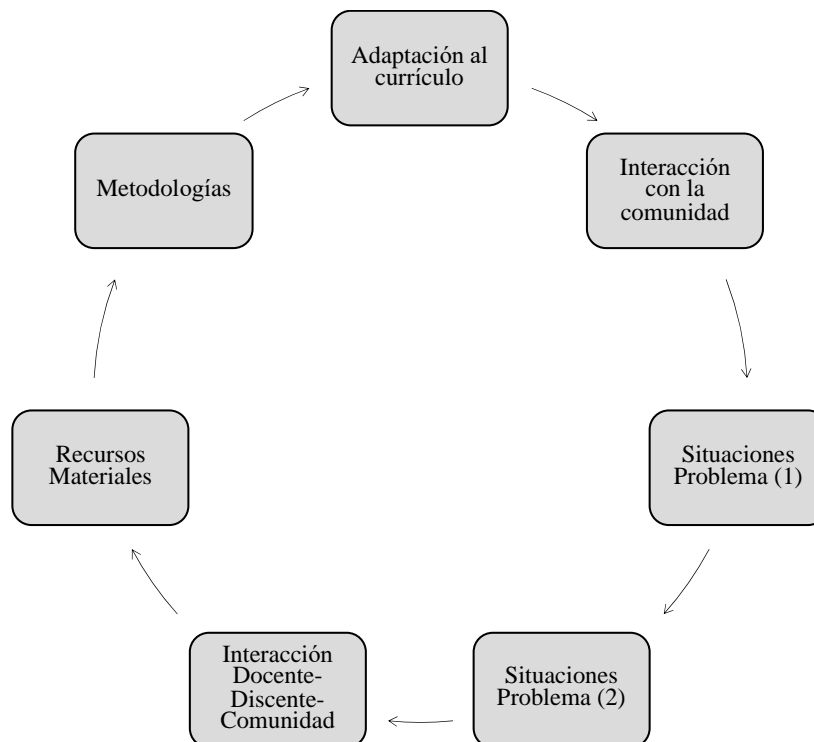 Adaptación al
currículo
Interacción
con la
comunidad
Situaciones
Problema (1)
Situaciones
Problema (2)
Interacción
Docente-
Discente-
Comunidad
Recursos
Materiales
Metodologías